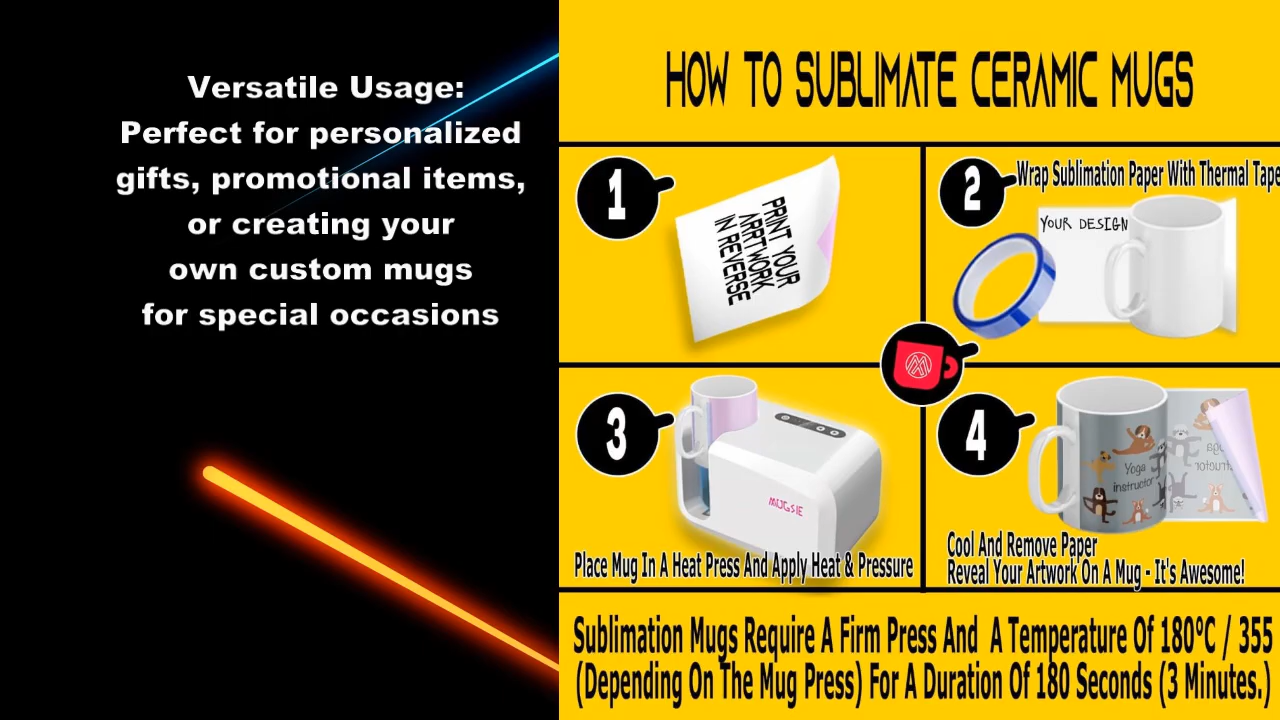 Versatile Usage:
Perfect for personalized
gifts, promotional items,
or creating your
own custom mugs
for special occasions
HOW TO SUBLIMATE CERAMIC MUGS
1
PRINT YOUR
ARRTWORK
IN REVERSE
2
Wrap Sublimation Paper With Thermal Tape
YOUR DESIGN
3
MUGSIE
Place Mug In A Heat Press And Apply Heat & Pressure
4
Yoga
instructor
Cool And Remove Paper
Reveal Your Artwork On A Mug - It's Awesome!
Sublimation Mugs Require A Firm Press And A Temperature Of 180°C / 355
(Depending On The Mug Press) For A Duration Of 180 Seconds (3 Minutes.)